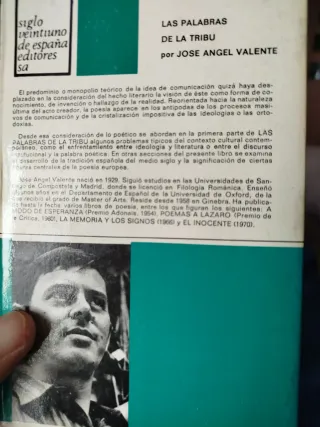 siglo
veintiuno
de españa
editores
sa
LAS PALABRAS
DE LA TRIBU
por JOSE ANGEL VALENTE
El predominio o monopolio teórico de la idea de comunicación quizá haya des-
plazado en la consideración del hecho literario la visión de éste como forma de co-
nocimiento, de invención o hallazgo de la realidad. Reorientada hacia la naturaleza
última del acto creador, la poesía aparece en los antípodas de los procesos masi-
vos de comunicación y de la cristalización impositiva de las ideologías o las orto-
doxias.
Desde esa consideración de lo poético se abordan en la primera parte de LAS
PALABRAS DE LA TRIBU algunos problemas típicos del contexto cultural contem-
poráneo, como el enfrentamiento entre ideología y literatura o entre el discurso
institucional y la palabra poética. En otras secciones del presente libro se examina
el desarrollo de la tradición española del medio siglo y la significación de ciertas
figuras centrales de la poesía europea.
José Angel Valente nació en 1929. Siguió estudios en las Universidades de San-
tiago de Compostela y Madrid, donde es licenciado en Filología Románica. Enseñó
algunos años en el Departamento de Español de la Universidad de Oxford, de la
que recibió el grado de Master of Arts. Reside desde 1958 en Ginebra. Ha publica-
do hasta la fecha varios libros de poesía, entre los que figuran los siguientes: A
MODO DE ESPERANZA (Premio Adonais, 1954), POEMAS A LAZARO (Premio de
la Crítica, 1960), LA MEMORIA Y LOS SIGNOS (1966) y EL INOCENTE (1970).